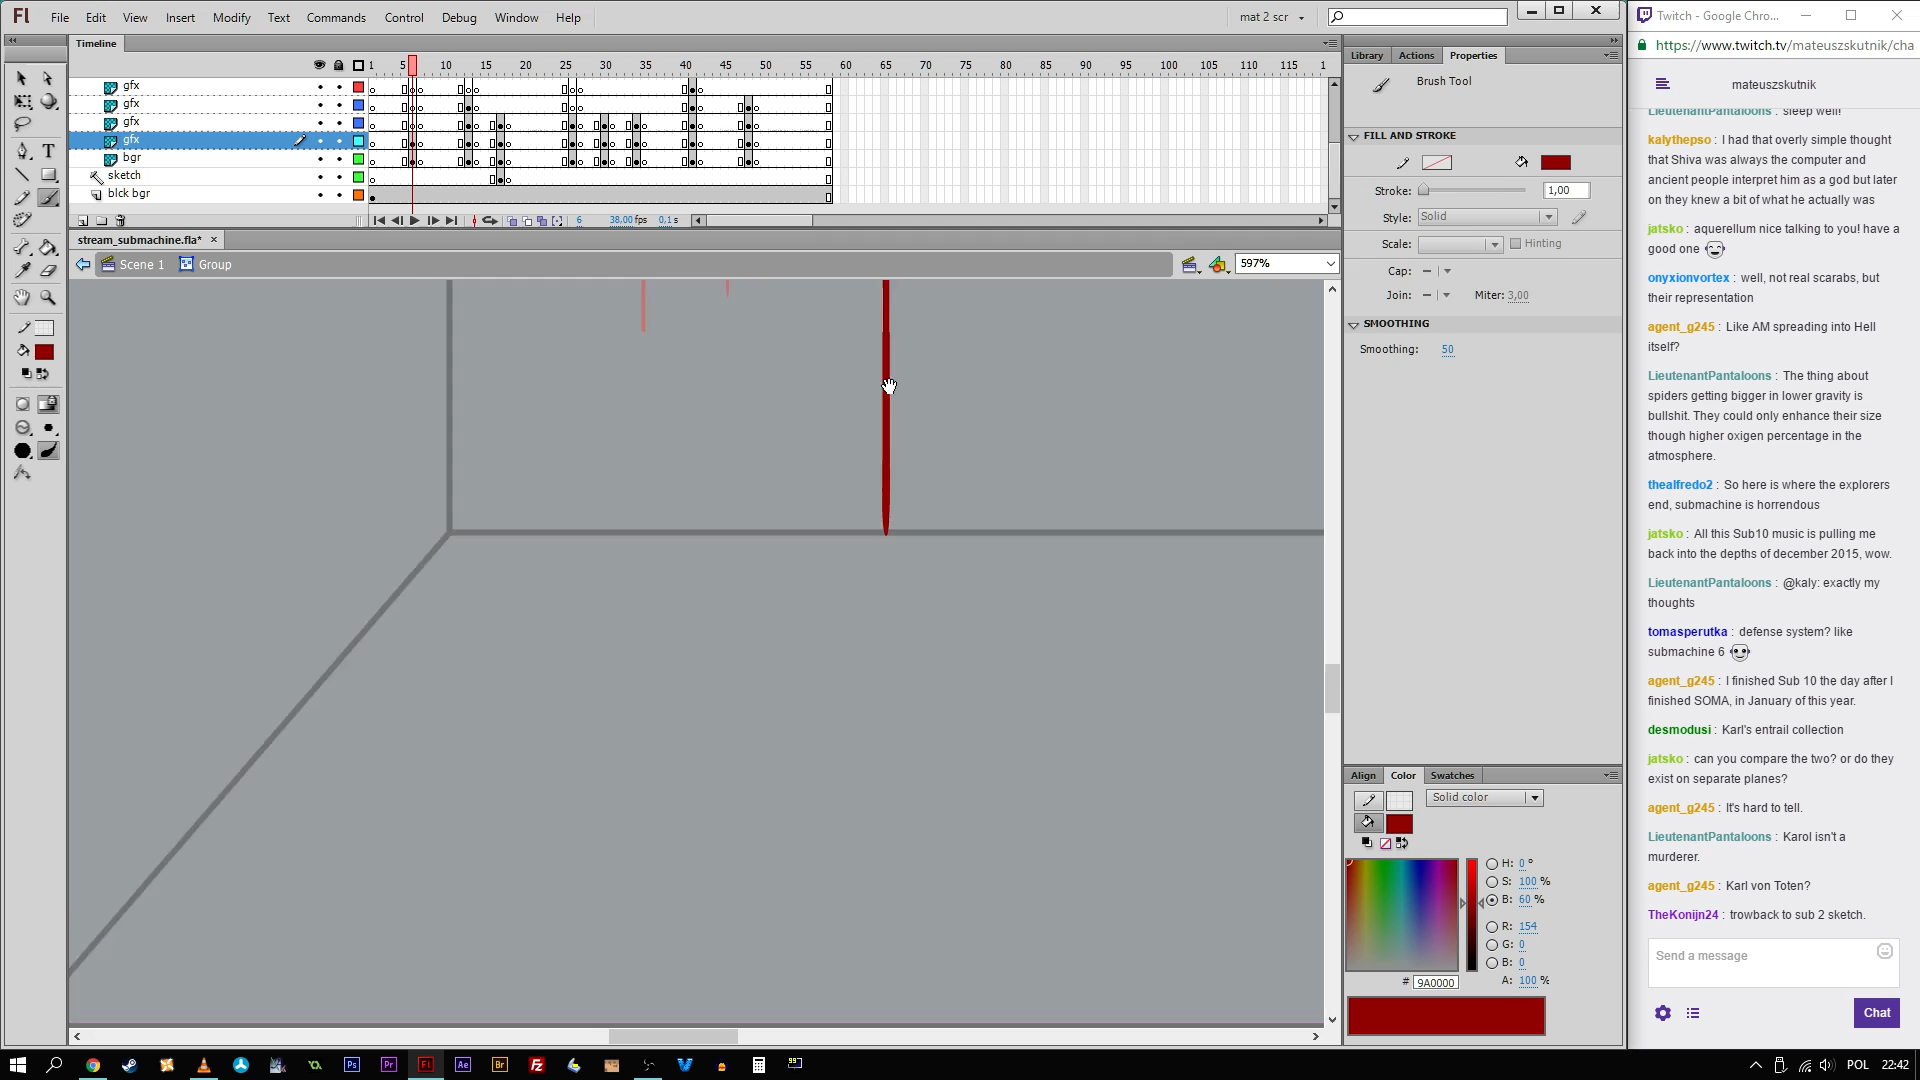 Fl File Edit View Insert Modify Text Commands Control Debug Window Help mat 2 scr
Timeline
1 5 10 15 20 25 30 35 40 45 50 55 60 65 70 75 80 85 90 95 100 105 110 115 1
gfx
gfx
gfx
gfx
bgr
sketch
blck bgr
6 38,00 fps 0,1 s
stream_submachine.fla*
Scene 1 Group 597%
Library Actions Properties
Brush Tool
FILL AND STROKE
Stroke: 1,00
Style: Solid
Scale: Hinting
Cap:
Join: Miter: 3,00
SMOOTHING
Smoothing: 50
Align Color Swatches
Solid color
H: 0 °
S: 100 %
B: 60 %
R: 154
G: 0
B: 0
A: 100 %
# 9A0000
Twitch - Google Chro...
https://www.twitch.tv/mateuszskutnik/cha
mateuszskutnik
LieutenantPantaloons : sleep well!
kalythepso : I had that overly simple thought
that Shiva was always the computer and
ancient people interpret him as a god but later
on they knew a bit of what he actually was
jatsko : aquerellum nice talking to you! have a
good one
onyxionvortex : well, not real scarabs, but
their representation
agent_g245 : Like AM spreading into Hell
itself?
LieutenantPantaloons : The thing about
spiders getting bigger in lower gravity is
bullshit. They could only enhance their size
though higher oxigen percentage in the
atmosphere.
thealfredo2 : So here is where the explorers
end, submachine is horrendous
jatsko : All this Sub10 music is pulling me
back into the depths of december 2015, wow.
LieutenantPantaloons : @kaly: exactly my
thoughts
tomasperutka : defense system? like
submachine 6
agent_g245 : I finished Sub 10 the day after I
finished SOMA, in January of this year.
desmodusi : Karl's entrail collection
jatsko : can you compare the two? or do they
exist on separate planes?
agent_g245 : It's hard to tell.
LieutenantPantaloons : Karol isn't a
murderer.
agent_g245 : Karl von Toten?
TheKonijn24 : trowback to sub 2 sketch.
Send a message
Chat
Ps Pr Fl Ae Br Fz POL 22:42